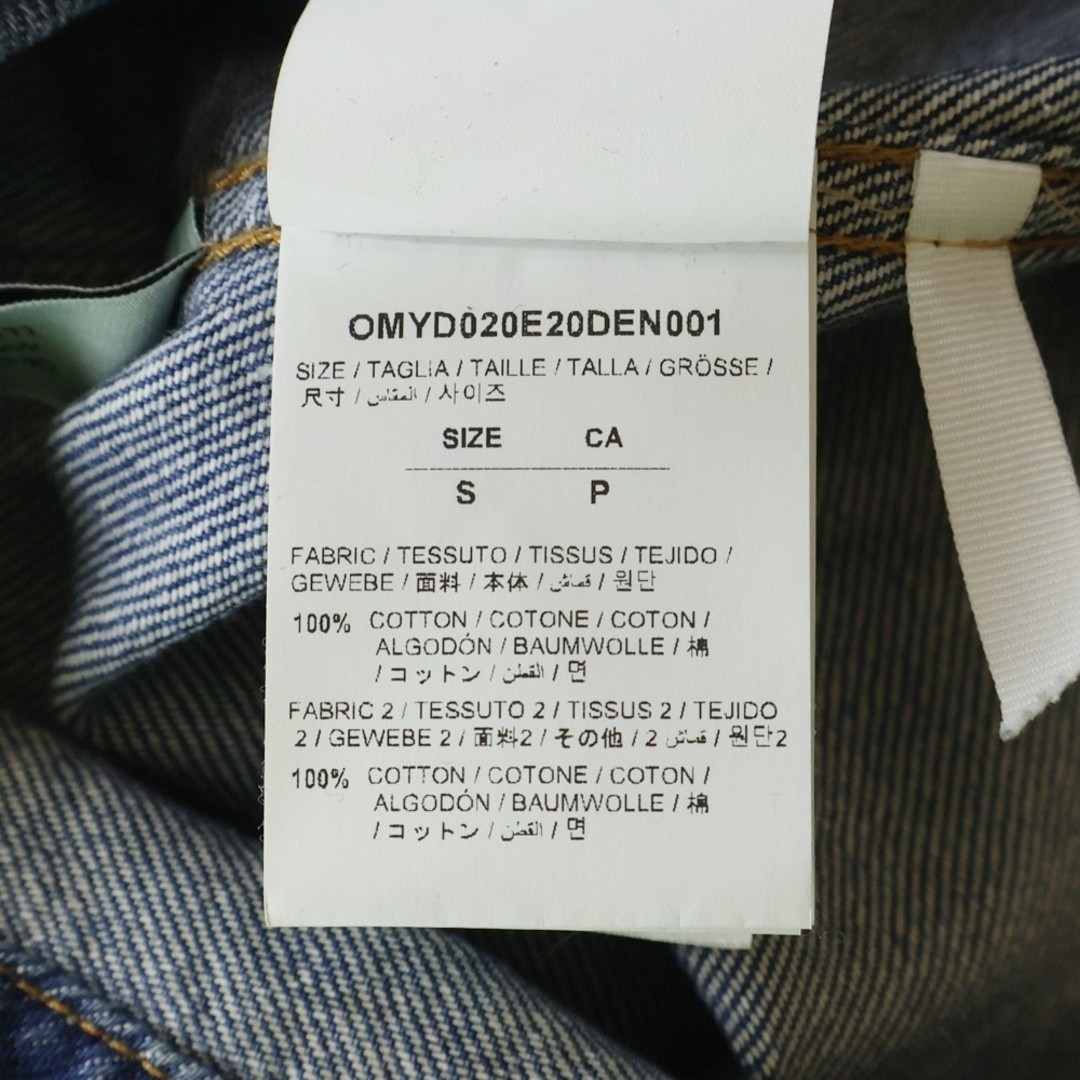 OMYD020E20DEN001
SIZE / TAGLIA / TAILLE / TALLA / GRÖSSE /
尺寸 / المقاس / 사이즈
SIZE CA
S P
FABRIC / TESSUTO / TISSUS / TEJIDO /
GEWEBE / 面料 / 本体 / قماش / 원단
100% COTTON / COTONE / COTON /
ALGODÓN / BAUMWOLLE / 棉
/ コットン / القطن / 면
FABRIC 2 / TESSUTO 2 / TISSUS 2 / TEJIDO
2 / GEWEBE 2 / 面料2 / その他 / 2 قماش / 원단2
100% COTTON / COTONE / COTON /
ALGODÓN / BAUMWOLLE / 棉
/ コットン / القطن / 면